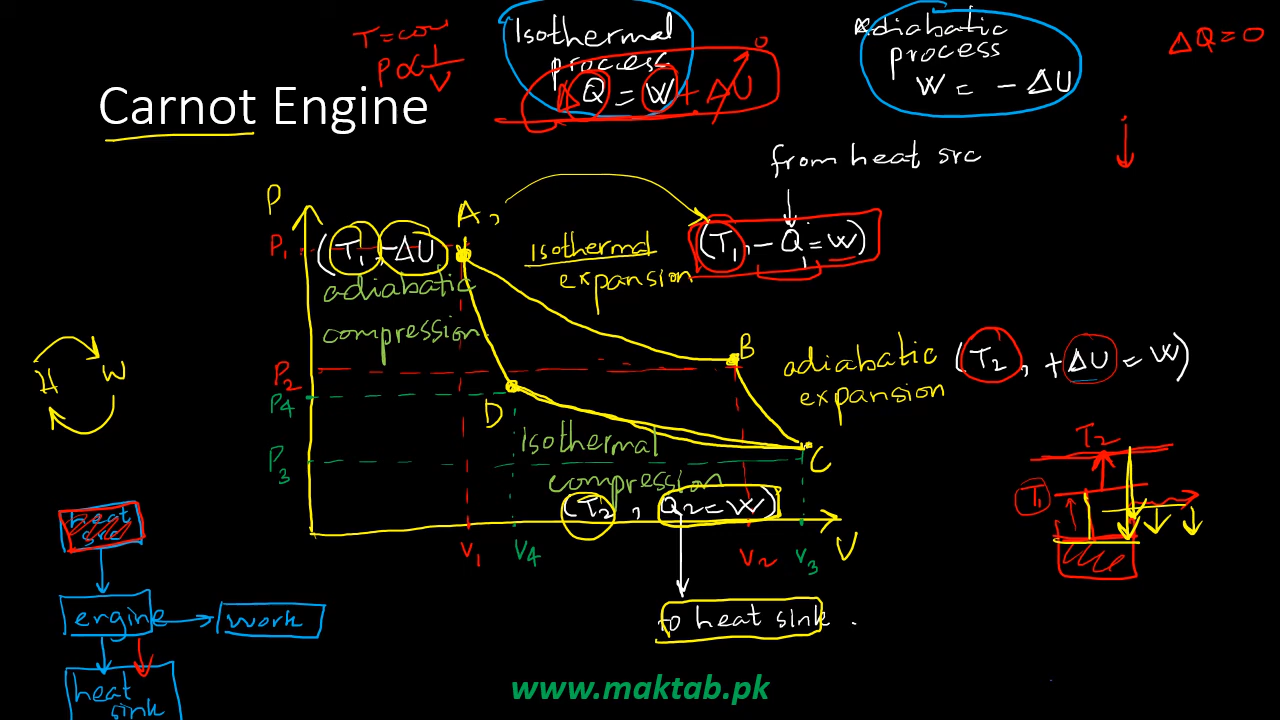 Carnot Engine
T = con
P ∝ 1/V
Isothermal
process
ΔQ = W + ΔU
0
Adiabatic
process
W = - ΔU
ΔQ = 0
from heat src
P
A,
P₁
(T₁, -ΔU
adiabatic
compression
Isothermal
expansion
(T₁, - Q = W)
B
adiabatic
expansion
(T₂, +ΔU = W)
H
W
P₂
P₄
D
P₃
Isothermal
compression
C
(T₂, Q₂ = W)
V₁
V₄
V₂
V₃
V
T₂
T₁
heat
src
engine
work
heat
sink
to heat sink .
www.maktab.pk